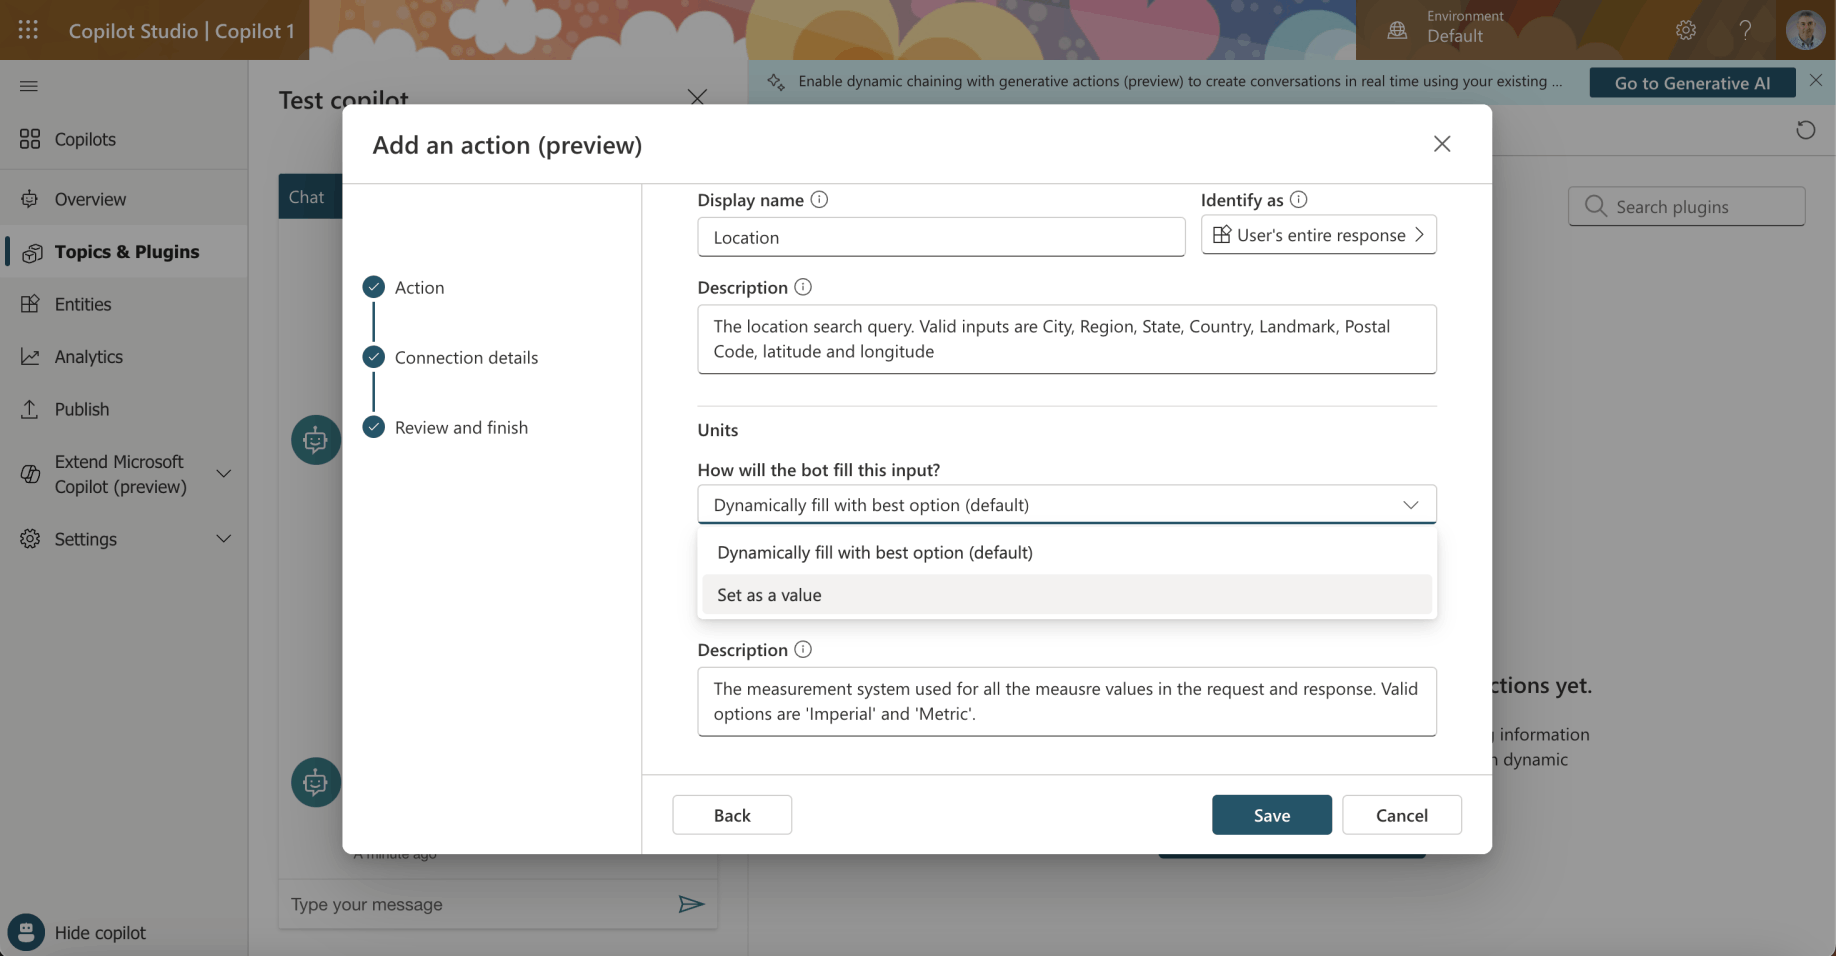 Copilot Studio | Copilot 1
Environment
Default
Enable dynamic chaining with generative actions (preview) to create conversations in real time using your existing ...
Go to Generative AI
Copilots
Overview
Topics & Plugins
Entities
Analytics
Publish
Extend Microsoft
Copilot (preview)
Settings
Hide copilot
Test copilot
Chat
A minute ago
Type your message
Search plugins
ctions yet.
information
dynamic
Add an action (preview)
Action
Connection details
Review and finish
Display name
Location
Identify as
User's entire response
Description
The location search query. Valid inputs are City, Region, State, Country, Landmark, Postal
Code, latitude and longitude
Units
How will the bot fill this input?
Dynamically fill with best option (default)
Dynamically fill with best option (default)
Set as a value
Description
The measurement system used for all the meausre values in the request and response. Valid
options are 'Imperial' and 'Metric'.
Back
Save
Cancel